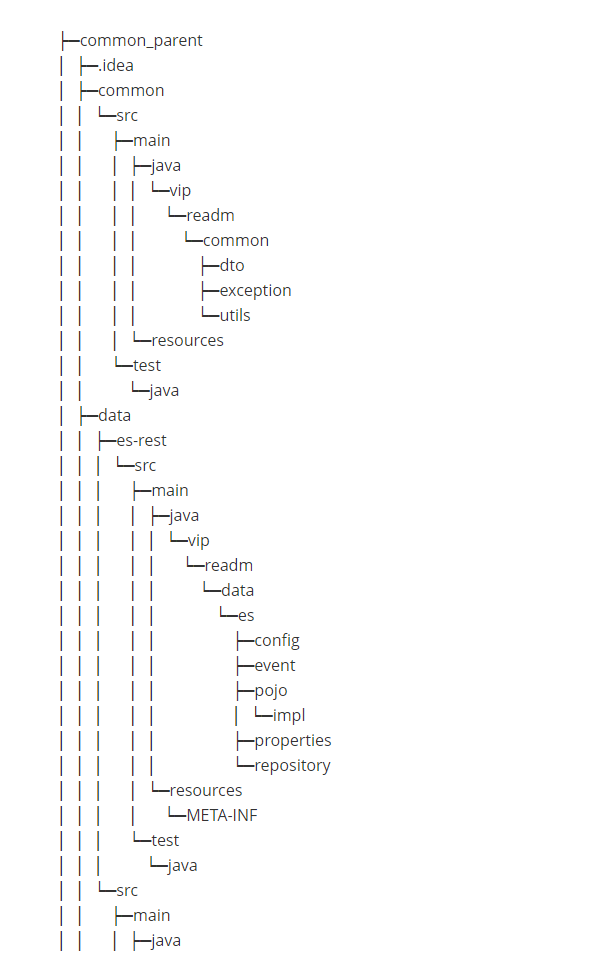 ├─common_parent
│ ├─.idea
│ ├─common
│ │ └─src
│ │   ├─main
│ │   │ ├─java
│ │   │ │ └─vip
│ │   │ │   └─readm
│ │   │ │     └─common
│ │   │ │       ├─dto
│ │   │ │       ├─exception
│ │   │ │       └─utils
│ │   │ └─resources
│ │   └─test
│ │     └─java
│ ├─data
│ │ ├─es-rest
│ │ │ └─src
│ │ │   ├─main
│ │ │   │ ├─java
│ │ │   │ │ └─vip
│ │ │   │ │   └─readm
│ │ │   │ │     └─data
│ │ │   │ │       └─es
│ │ │   │ │         ├─config
│ │ │   │ │         ├─event
│ │ │   │ │         ├─pojo
│ │ │   │ │         │ └─impl
│ │ │   │ │         ├─properties
│ │ │   │ │         └─repository
│ │ │   │ └─resources
│ │ │   │   └─META-INF
│ │ │   └─test
│ │ │     └─java
│ │ └─src
│ │   ├─main
│ │   │ ├─java